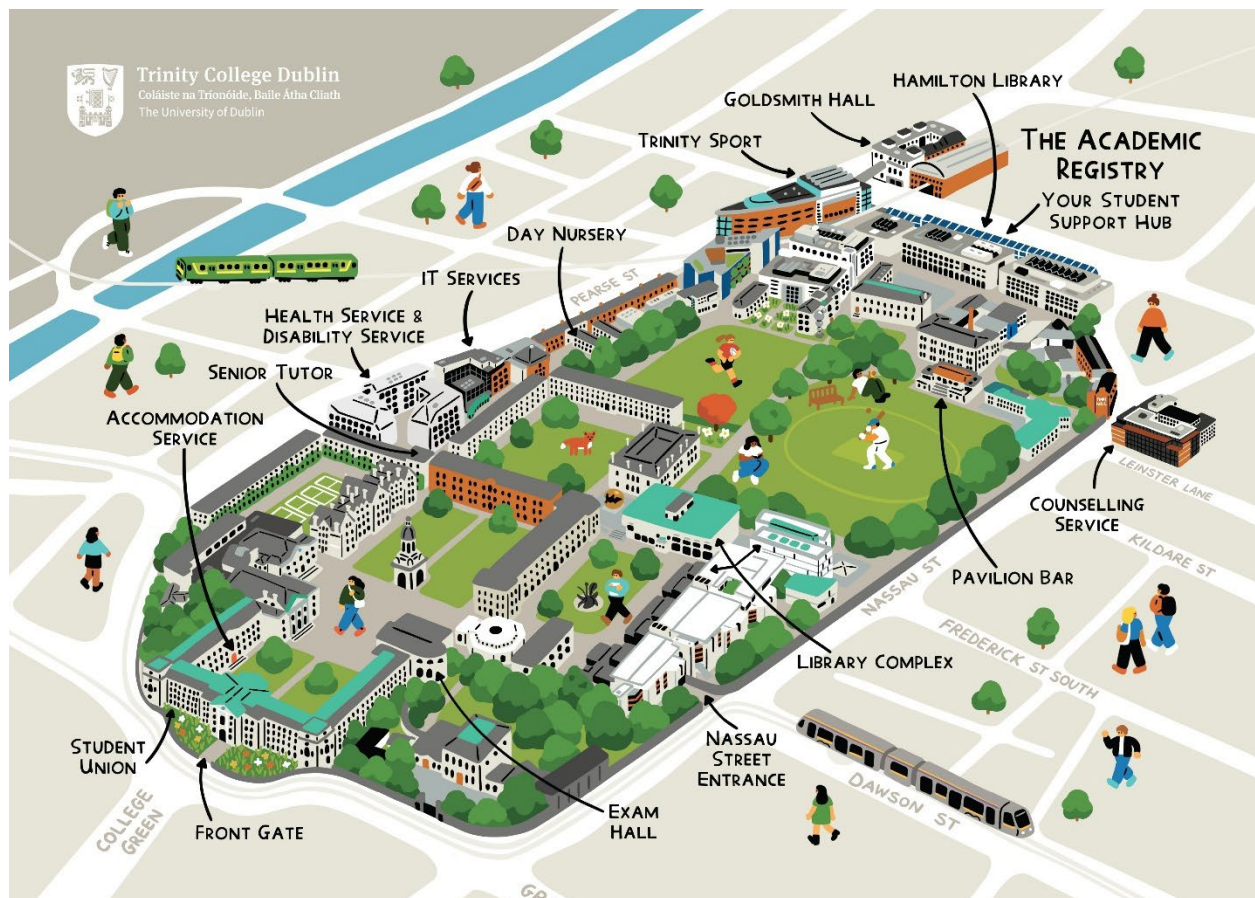 Trinity College Dublin
Coláiste na Tríonóide, Baile Átha Cliath
The University of Dublin
HAMILTON LIBRARY
GOLDSMITH HALL
THE ACADEMIC
REGISTRY
TRINITY SPORT
YOUR STUDENT
SUPPORT HUB
DAY NURSERY
IT SERVICES
PEARSE ST
HEALTH SERVICE &
DISABILITY SERVICE
SENIOR TUTOR
ACCOMMODATION
SERVICE
LEINSTER LANE
COUNSELLING
SERVICE
KILDARE ST
NASSAU ST
PAVILION BAR
FREDERICK ST SOUTH
LIBRARY COMPLEX
STUDENT
UNION
NASSAU
STREET
ENTRANCE
DAWSON ST
COLLEGE
GREEN
FRONT GATE
EXAM
HALL